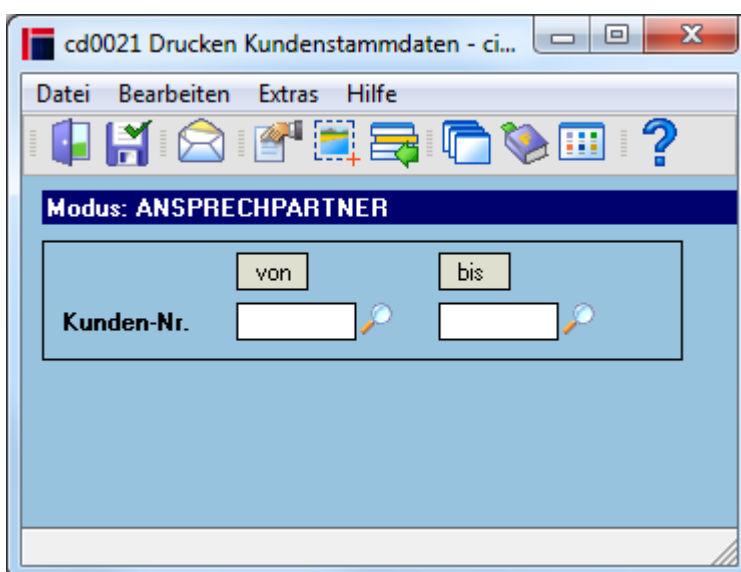 cd0021 Drucken Kundenstammdaten - ci...
Datei Bearbeiten Extras Hilfe
Modus: ANSPRECHPARTNER
von bis
Kunden-Nr.